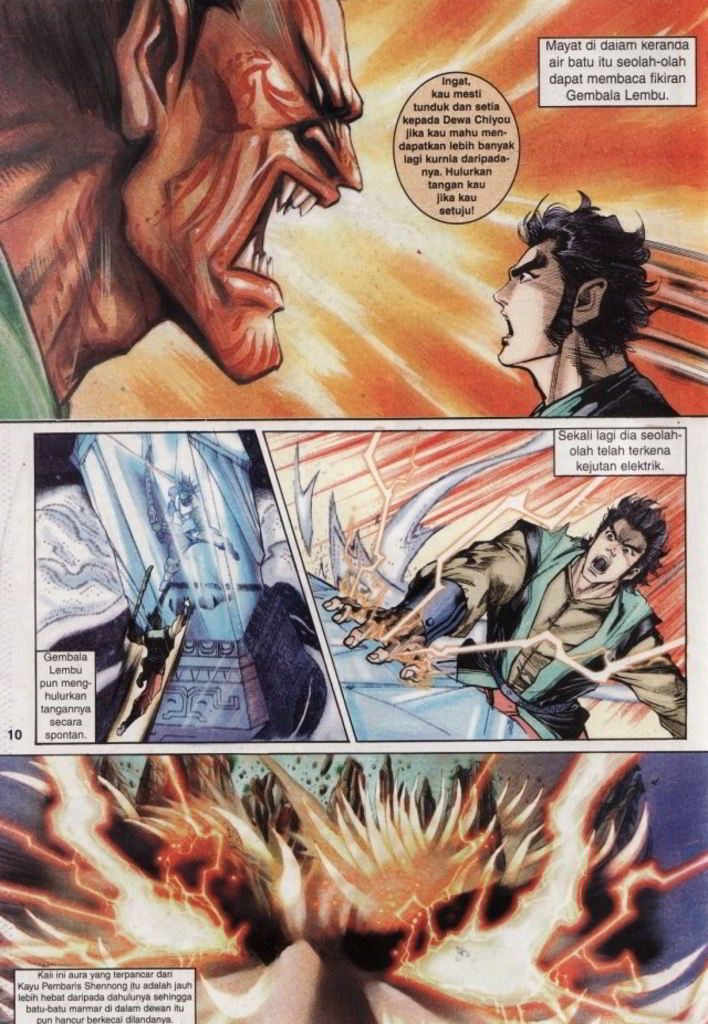 Mayat di dalam keranda
air batu itu seolah-olah
dapat membaca fikiran
Gembala Lembu.
Ingat,
kau mesti
tunduk dan setia
kepada Dewa Chiyou
jika kau mahu men-
dapatkan lebih banyak
lagi kurnia daripada-
nya. Hulurkan
tangan kau
jika kau
setuju!
Gembala
Lembu
pun meng-
hulurkan
tangannya
secara
spontan.
Sekali lagi dia seolah-
olah telah terkena
kejutan elektrik.
10
Kali ini aura yang terpancar dari
Kayu Pembaris Shennong itu adalah jauh
lebih hebat daripada dahulunya sehingga
batu-batu marmar di dalam dewan itu
pun hancur berkecai dilandanya.